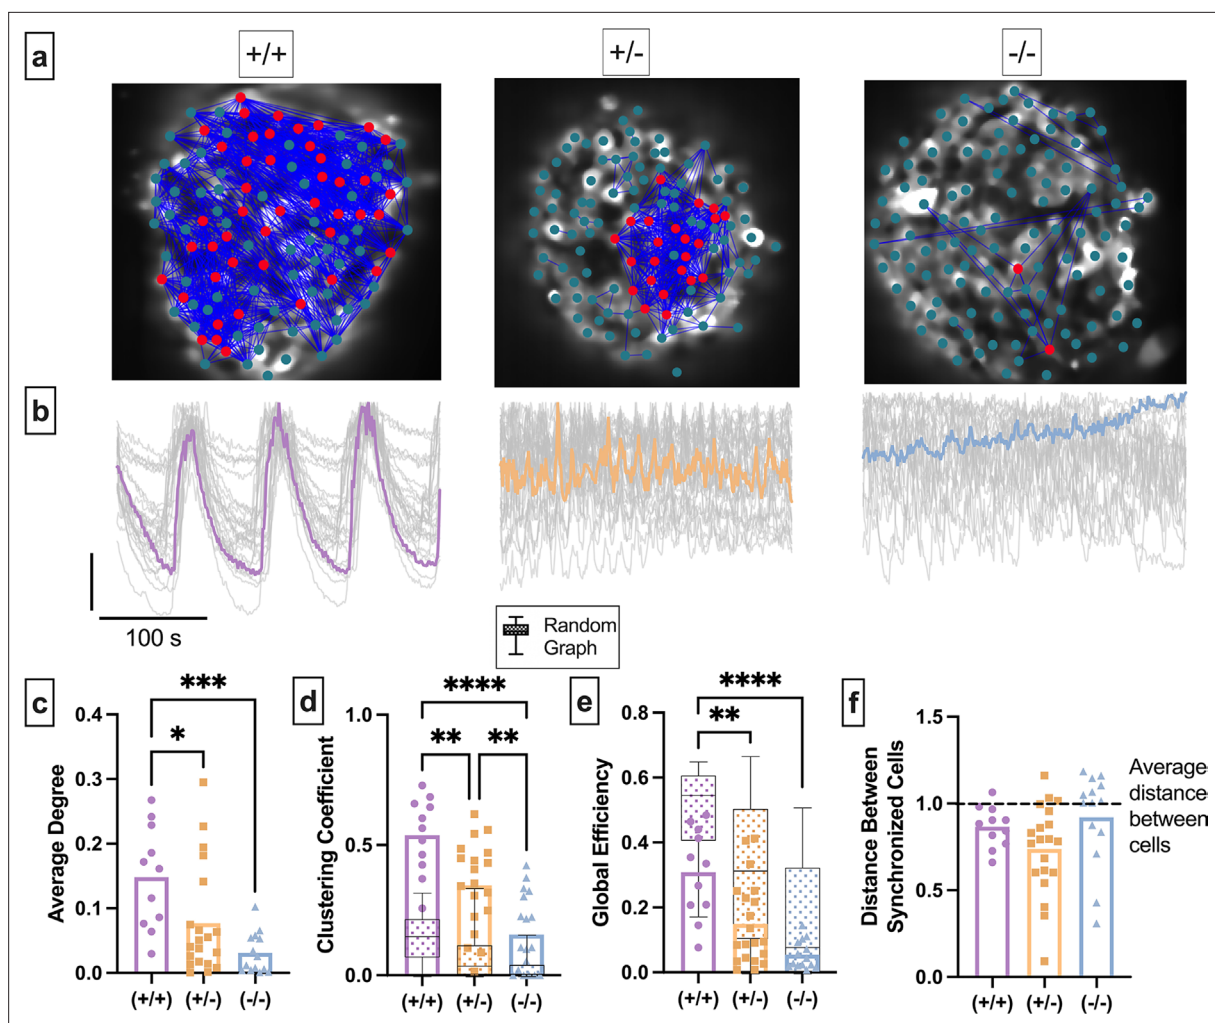 a
+/+
+/-
-/-
b
100 s
Random
Graph
c
***
*
Average Degree
0.4
0.3
0.2
0.1
0.0
(+/+)
(+/-)
(-/-)
d
****
**
**
Clustering Coefficient
1.0
0.5
0.0
(+/+)
(+/-)
(-/-)
e
****
**
Global Efficiency
0.8
0.6
0.4
0.2
0.0
(+/+)
(+/-)
(-/-)
f
Distance Between
Synchronized Cells
1.5
1.0
0.5
0.0
Average
distance
between
cells
(+/+)
(+/-)
(-/-)